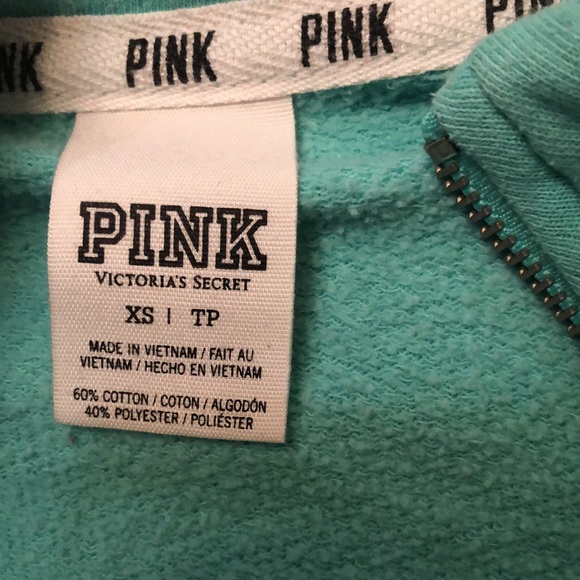 NK PINK PINK PINK
PINK
VICTORIA'S SECRET
XS | TP
MADE IN VIETNAM / FAIT AU
VIETNAM / HECHO EN VIETNAM
60% COTTON / COTON / ALGODÓN
40% POLYESTER / POLIÉSTER